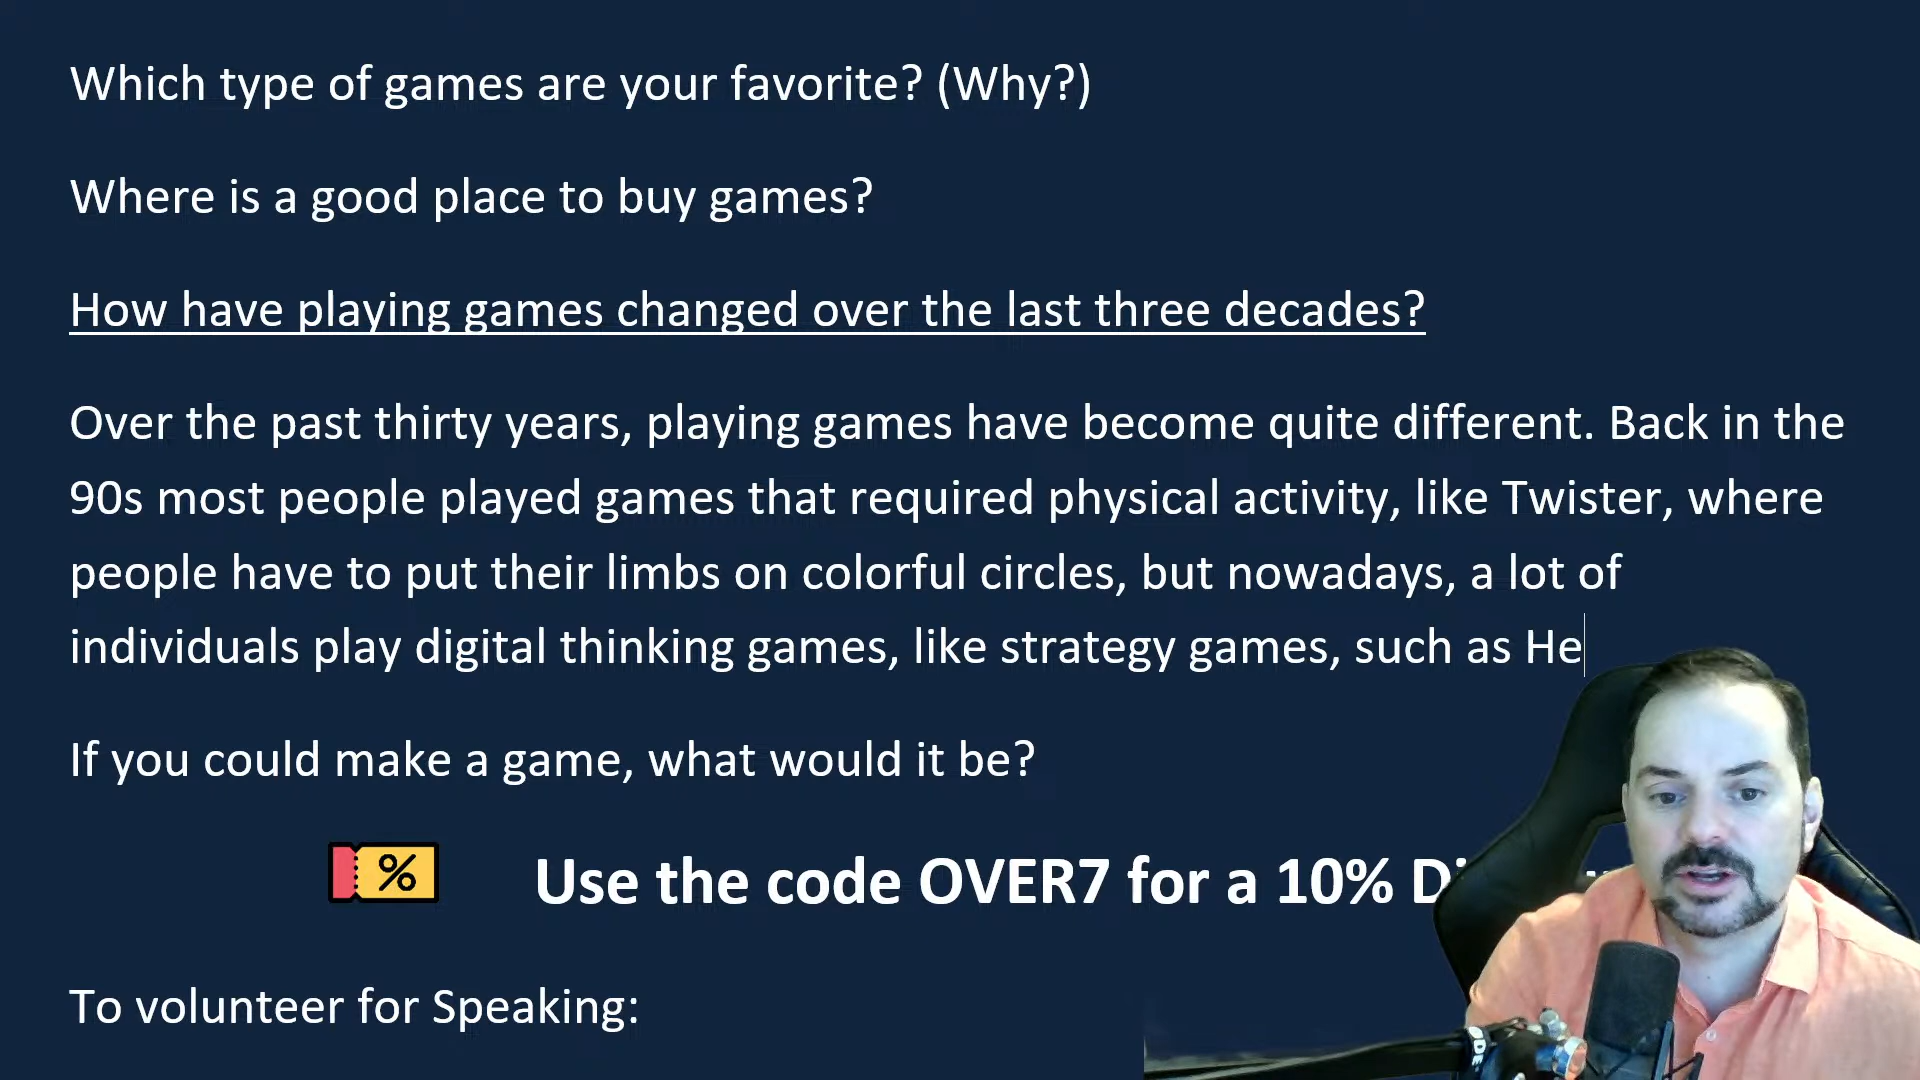 Which type of games are your favorite? (Why?)
Where is a good place to buy games?
How have playing games changed over the last three decades?
Over the past thirty years, playing games have become quite different. Back in the
90s most people played games that required physical activity, like Twister, where
people have to put their limbs on colorful circles, but nowadays, a lot of
individuals play digital thinking games, like strategy games, such as He
If you could make a game, what would it be?
%
Use the code OVER7 for a 10%
To volunteer for Speaking: